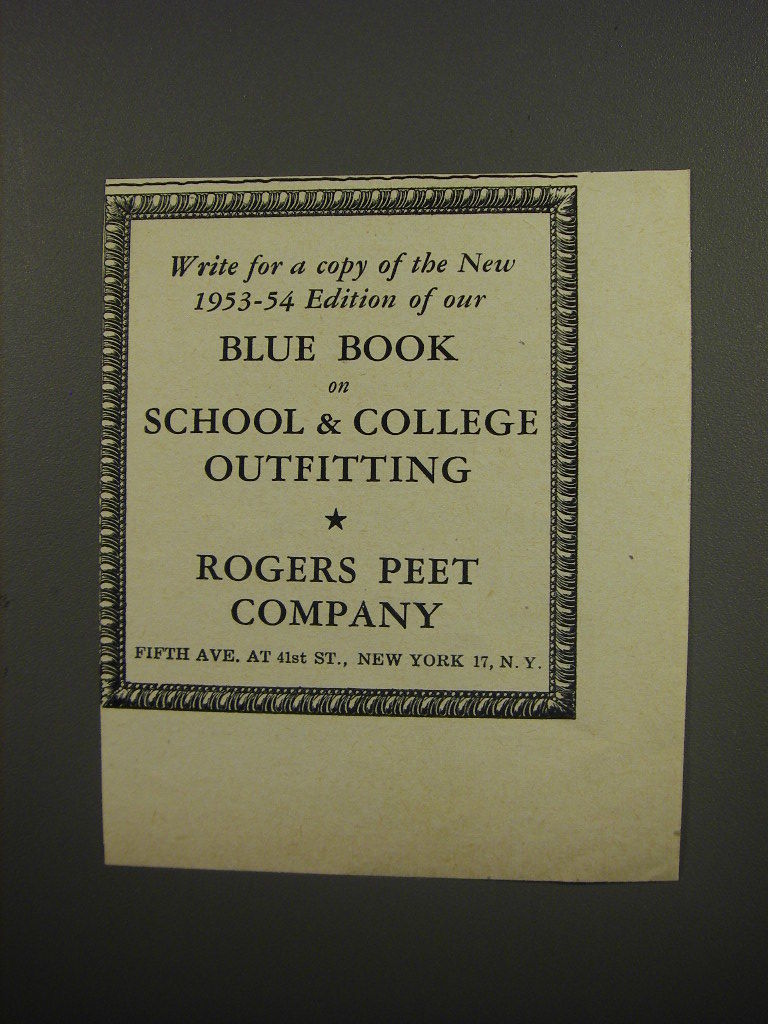 Write for a copy of the New
1953-54 Edition of our
BLUE BOOK
on
SCHOOL & COLLEGE
OUTFITTING
★
ROGERS PEET
COMPANY
FIFTH AVE. AT 41st ST., NEW YORK 17, N. Y.